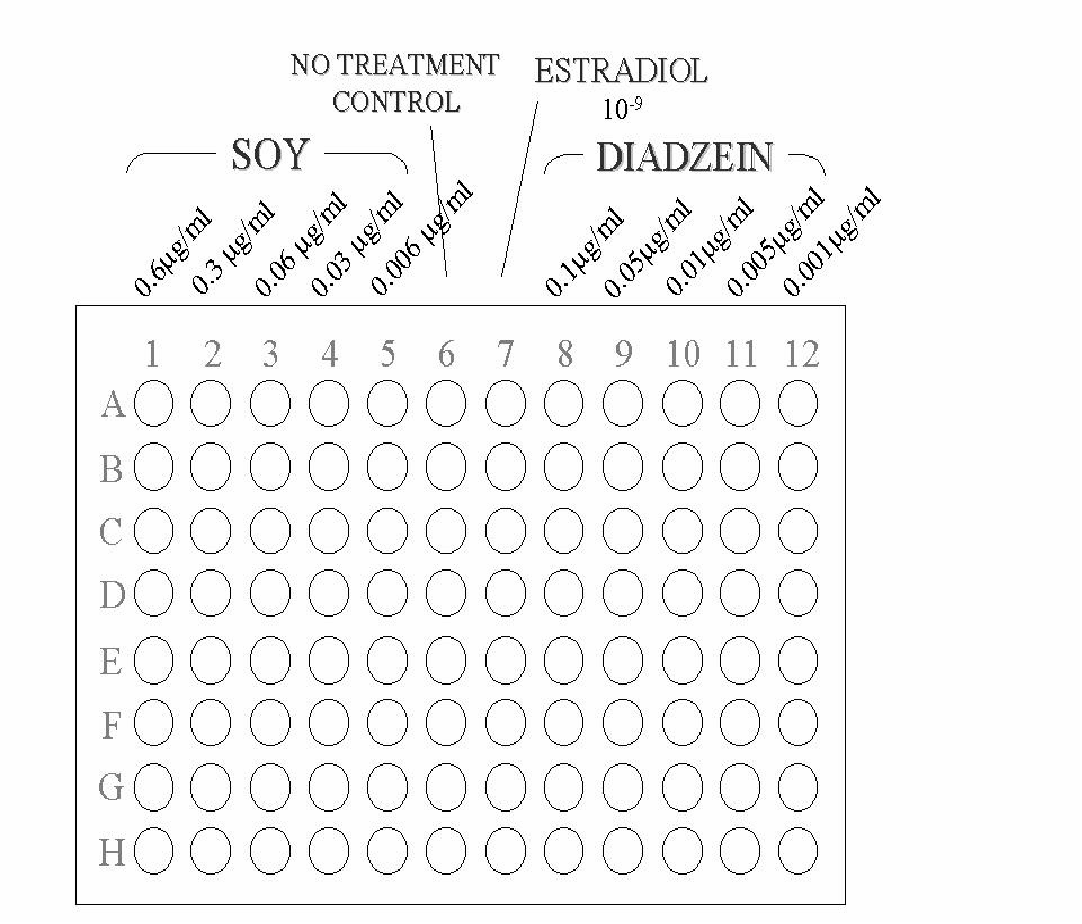 NO TREATMENT
CONTROL
ESTRADIOL
10⁻⁹
SOY
DIADZEIN
0.6µg/ml
0.3 µg/ml
0.06 µg/ml
0.03 µg/ml
0.006 µg/ml
0.1µg/ml
0.05µg/ml
0.01µg/ml
0.005µg/ml
0.001µg/ml
1 2 3 4 5 6 7 8 9 10 11 12
A
B
C
D
E
F
G
H